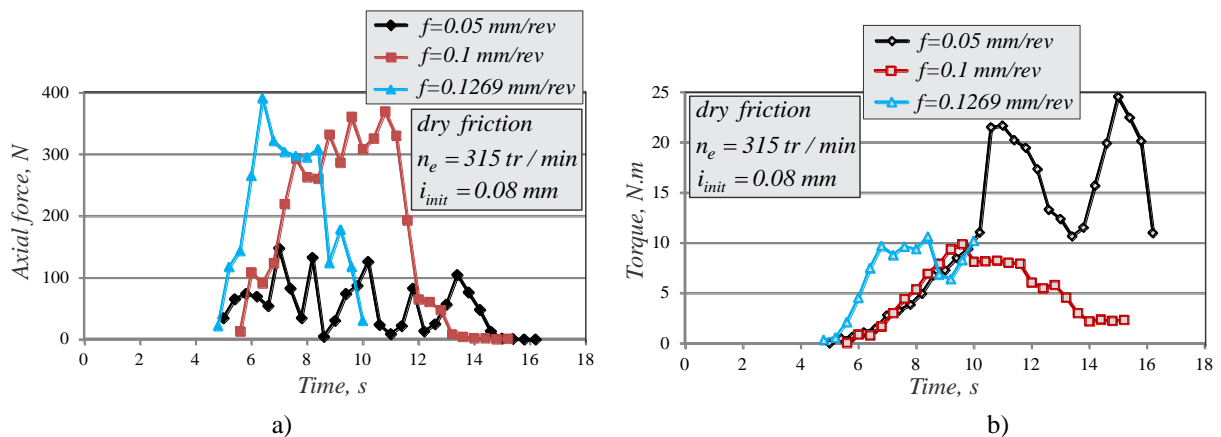 f=0.05 mm/rev
f=0.1 mm/rev
f=0.1269 mm/rev
400
300
200
100
0
Axial force, N
dry friction
n_e = 315 tr / min
i_init = 0.08 mm
0 2 4 6 8 10 12 14 16 18
Time, s
a)
f=0.05 mm/rev
f=0.1 mm/rev
f=0.1269 mm/rev
25
20
15
10
5
0
Torque, N.m
dry friction
n_e = 315 tr / min
i_init = 0.08 mm
0 2 4 6 8 10 12 14 16 18
Time, s
b)